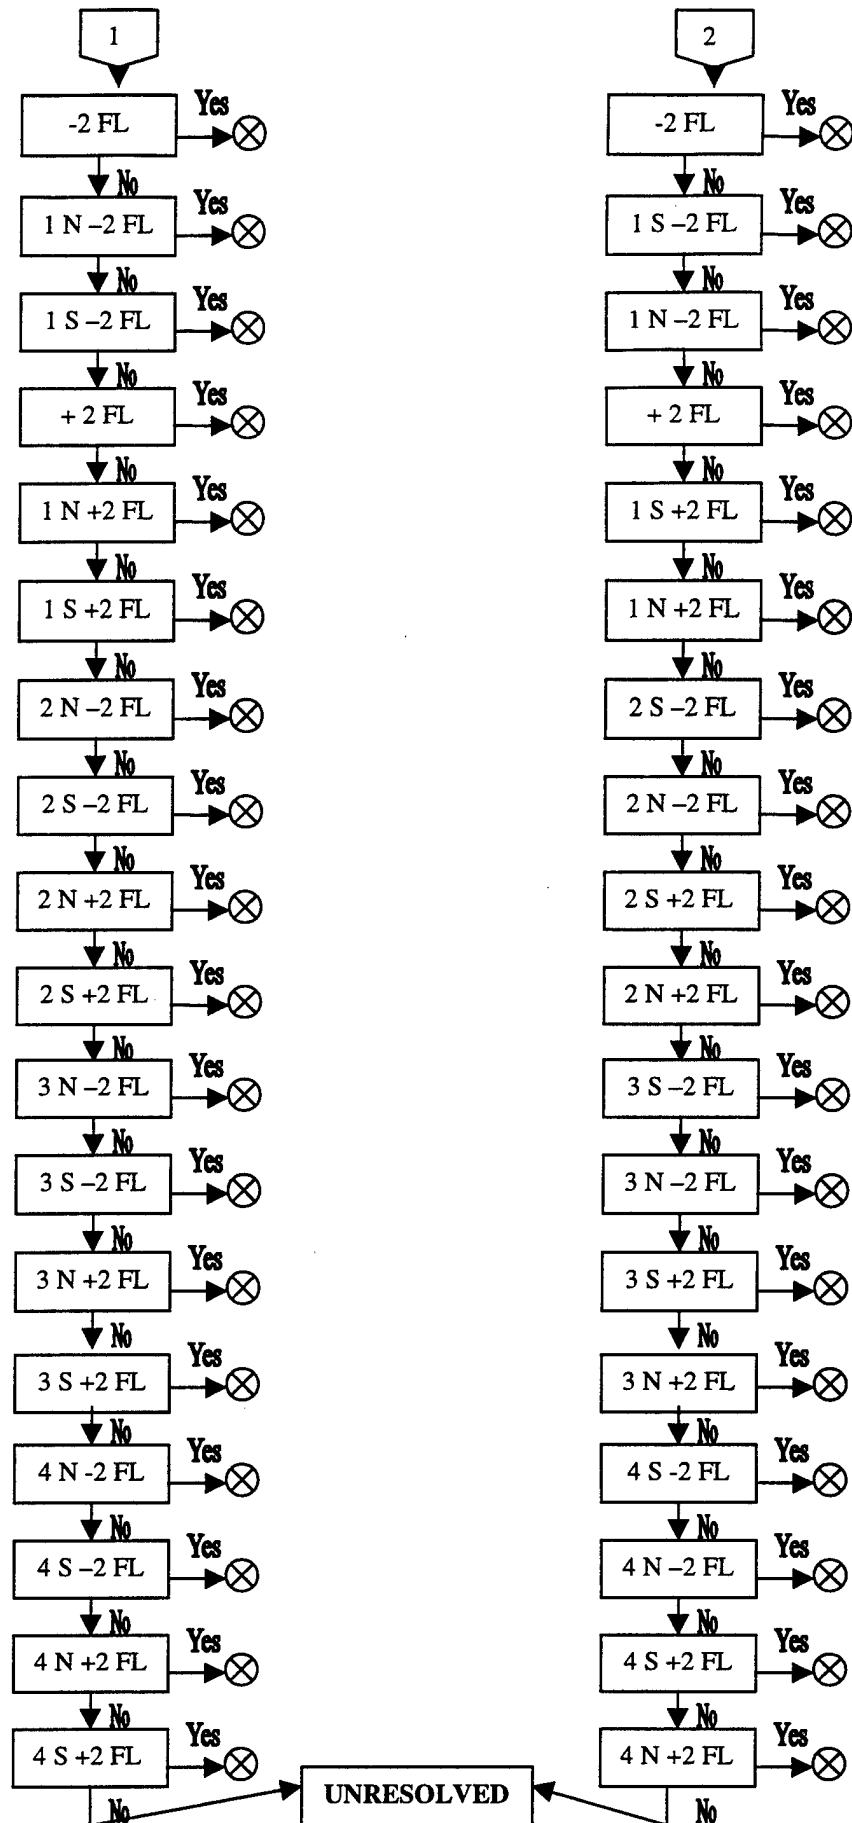 1
Yes
-2 FL
No
Yes
1 N –2 FL
No
Yes
1 S –2 FL
No
Yes
+ 2 FL
No
Yes
1 N +2 FL
No
Yes
1 S +2 FL
No
Yes
2 N –2 FL
No
Yes
2 S –2 FL
No
Yes
2 N +2 FL
No
Yes
2 S +2 FL
No
Yes
3 N –2 FL
No
Yes
3 S –2 FL
No
Yes
3 N +2 FL
No
Yes
3 S +2 FL
No
Yes
4 N -2 FL
No
Yes
4 S –2 FL
No
Yes
4 N +2 FL
No
Yes
4 S +2 FL
No
2
Yes
-2 FL
No
Yes
1 S –2 FL
No
Yes
1 N –2 FL
No
Yes
+ 2 FL
No
Yes
1 S +2 FL
No
Yes
1 N +2 FL
No
Yes
2 S –2 FL
No
Yes
2 N –2 FL
No
Yes
2 S +2 FL
No
Yes
2 N +2 FL
No
Yes
3 S –2 FL
No
Yes
3 N –2 FL
No
Yes
3 S +2 FL
No
Yes
3 N +2 FL
No
Yes
4 S -2 FL
No
Yes
4 N –2 FL
No
Yes
4 S +2 FL
No
Yes
4 N +2 FL
No
UNRESOLVED